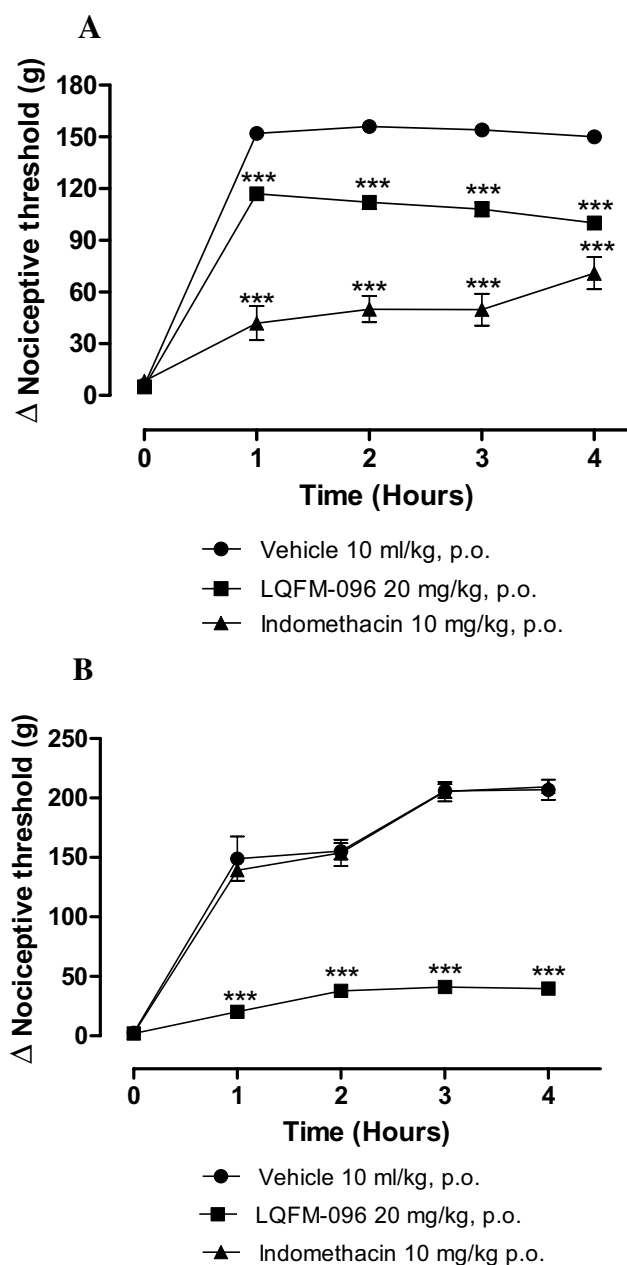 A
Δ Nociceptive threshold (g)
180
150
120
90
60
30
0
*** *** *** ***
*** *** *** ***
0 1 2 3 4
Time (Hours)
Vehicle 10 ml/kg, p.o.
LQFM-096 20 mg/kg, p.o.
Indomethacin 10 mg/kg, p.o.
B
Δ Nociceptive threshold (g)
250
200
150
100
50
0
*** *** *** ***
0 1 2 3 4
Time (Hours)
Vehicle 10 ml/kg, p.o.
LQFM-096 20 mg/kg, p.o.
Indomethacin 10 mg/kg p.o.